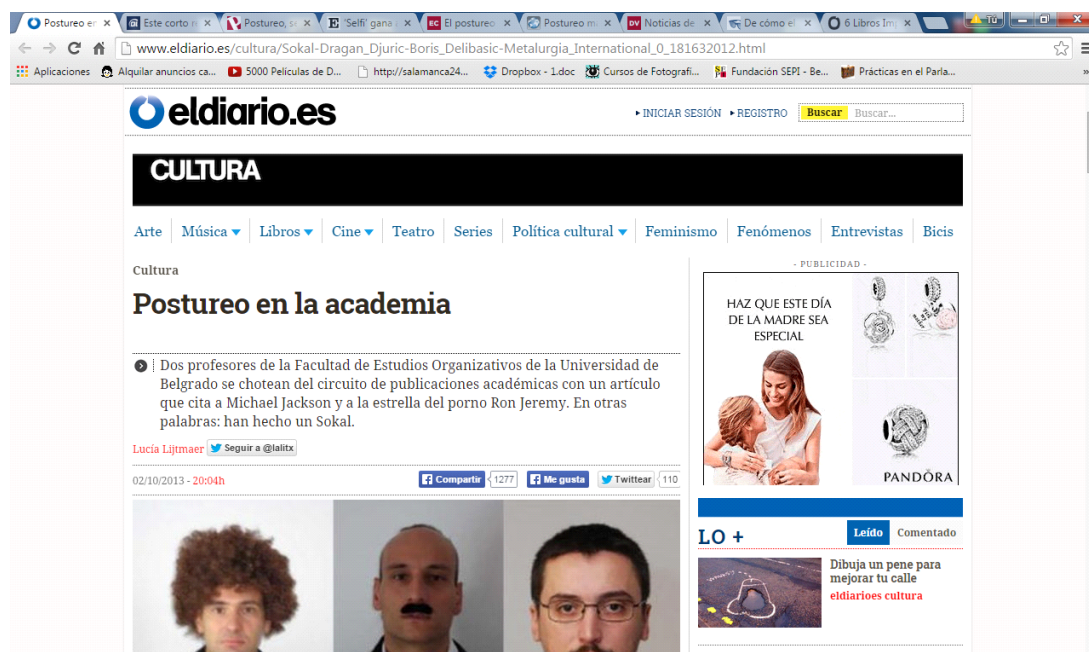 Postureo en
Este corto n
Postureo, se
'Selfi' gana
El postureo
Postureo m
Noticias de
De cómo el
6 Libros Imp
Tú
www.eldiario.es/cultura/Sokal-Dragan_Djuric-Boris_Delibasic-Metalurgia_International_0_181632012.html
Aplicaciones
Alquilar anuncios ca...
5000 Peliculas de D...
http://salamanca24...
Dropbox - 1.doc
Cursos de Fotografi...
Fundación SEPI - Be...
Prácticas en el Parla...
eldiario.es
INICIAR SESIÓN
REGISTRO
Buscar
Buscar...
CULTURA
Arte
Música
Libros
Cine
Teatro
Series
Política cultural
Feminismo
Fenómenos
Entrevistas
Bicis
Cultura
Postureo en la academia
Dos profesores de la Facultad de Estudios Organizativos de la Universidad de
Belgrado se chotean del circuito de publicaciones académicas con un artículo
que cita a Michael Jackson y a la estrella del porno Ron Jeremy. En otras
palabras: han hecho un Sokal.
Lucía Lijtmaer
Seguir a @lalitx
02/10/2013 - 20:04h
Compartir
1277
Me gusta
Twittear
110
- PUBLICIDAD -
HAZ QUE ESTE DÍA
DE LA MADRE SEA
ESPECIAL
PANDORA
LO +
Leído
Comentado
Dibuja un pene para
mejorar tu calle
eldiarioes cultura